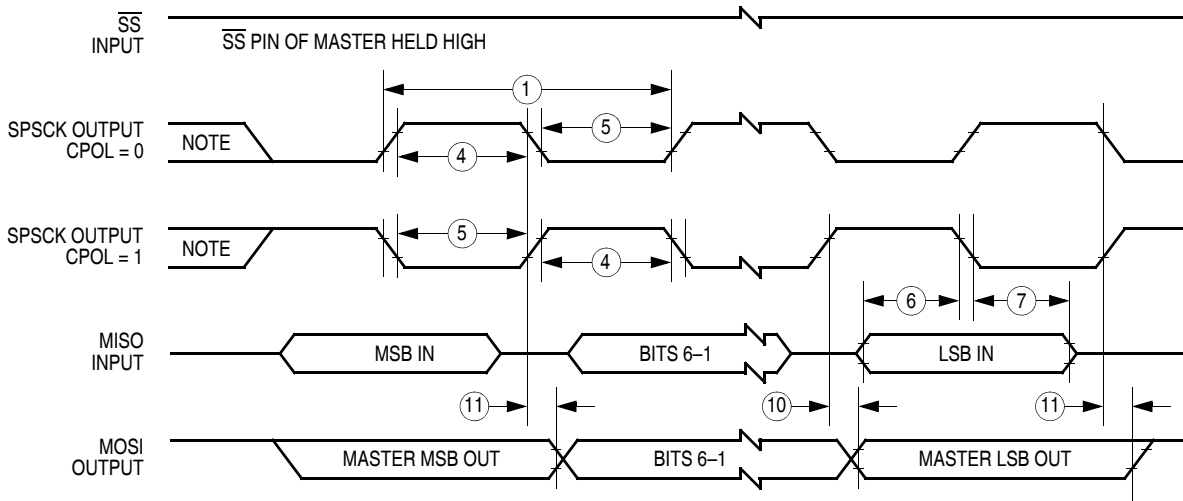 SS
INPUT
SS PIN OF MASTER HELD HIGH
1
SPSCK OUTPUT
CPOL = 0
NOTE
5
4
SPSCK OUTPUT
CPOL = 1
NOTE
5
4
6
7
MISO
INPUT
MSB IN
BITS 6–1
LSB IN
11
10
11
MOSI
OUTPUT
MASTER MSB OUT
BITS 6–1
MASTER LSB OUT